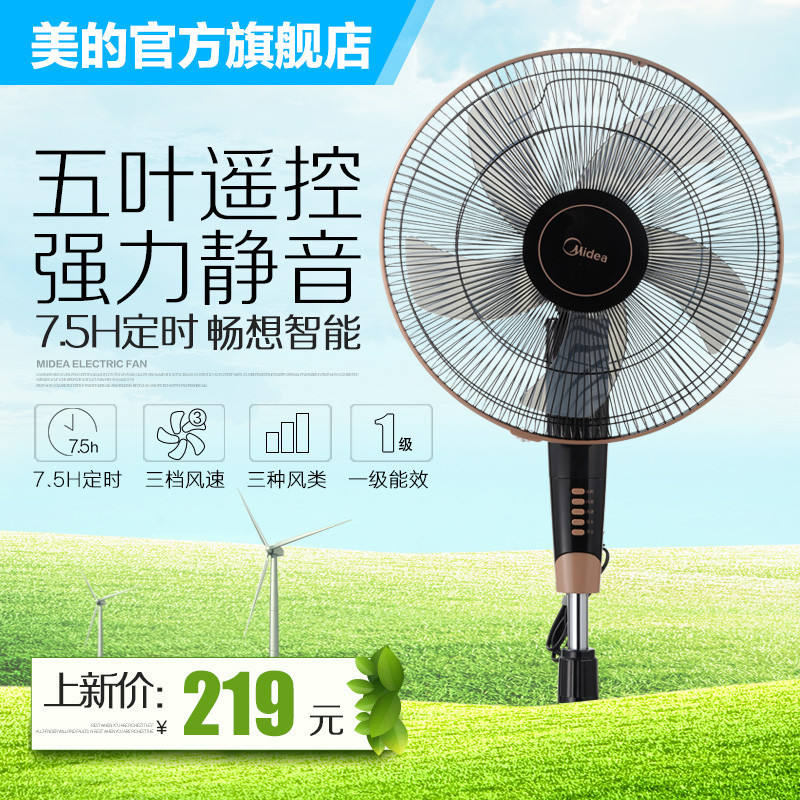 美的官方旗舰店
五叶遥控
强力静音
7.5H定时 畅想智能
MIDEA ELECTRIC FAN
7.5h
3
1级
7.5H定时
三档风速
三种风类
一级能效
Midea
上新价:
¥ 219 元